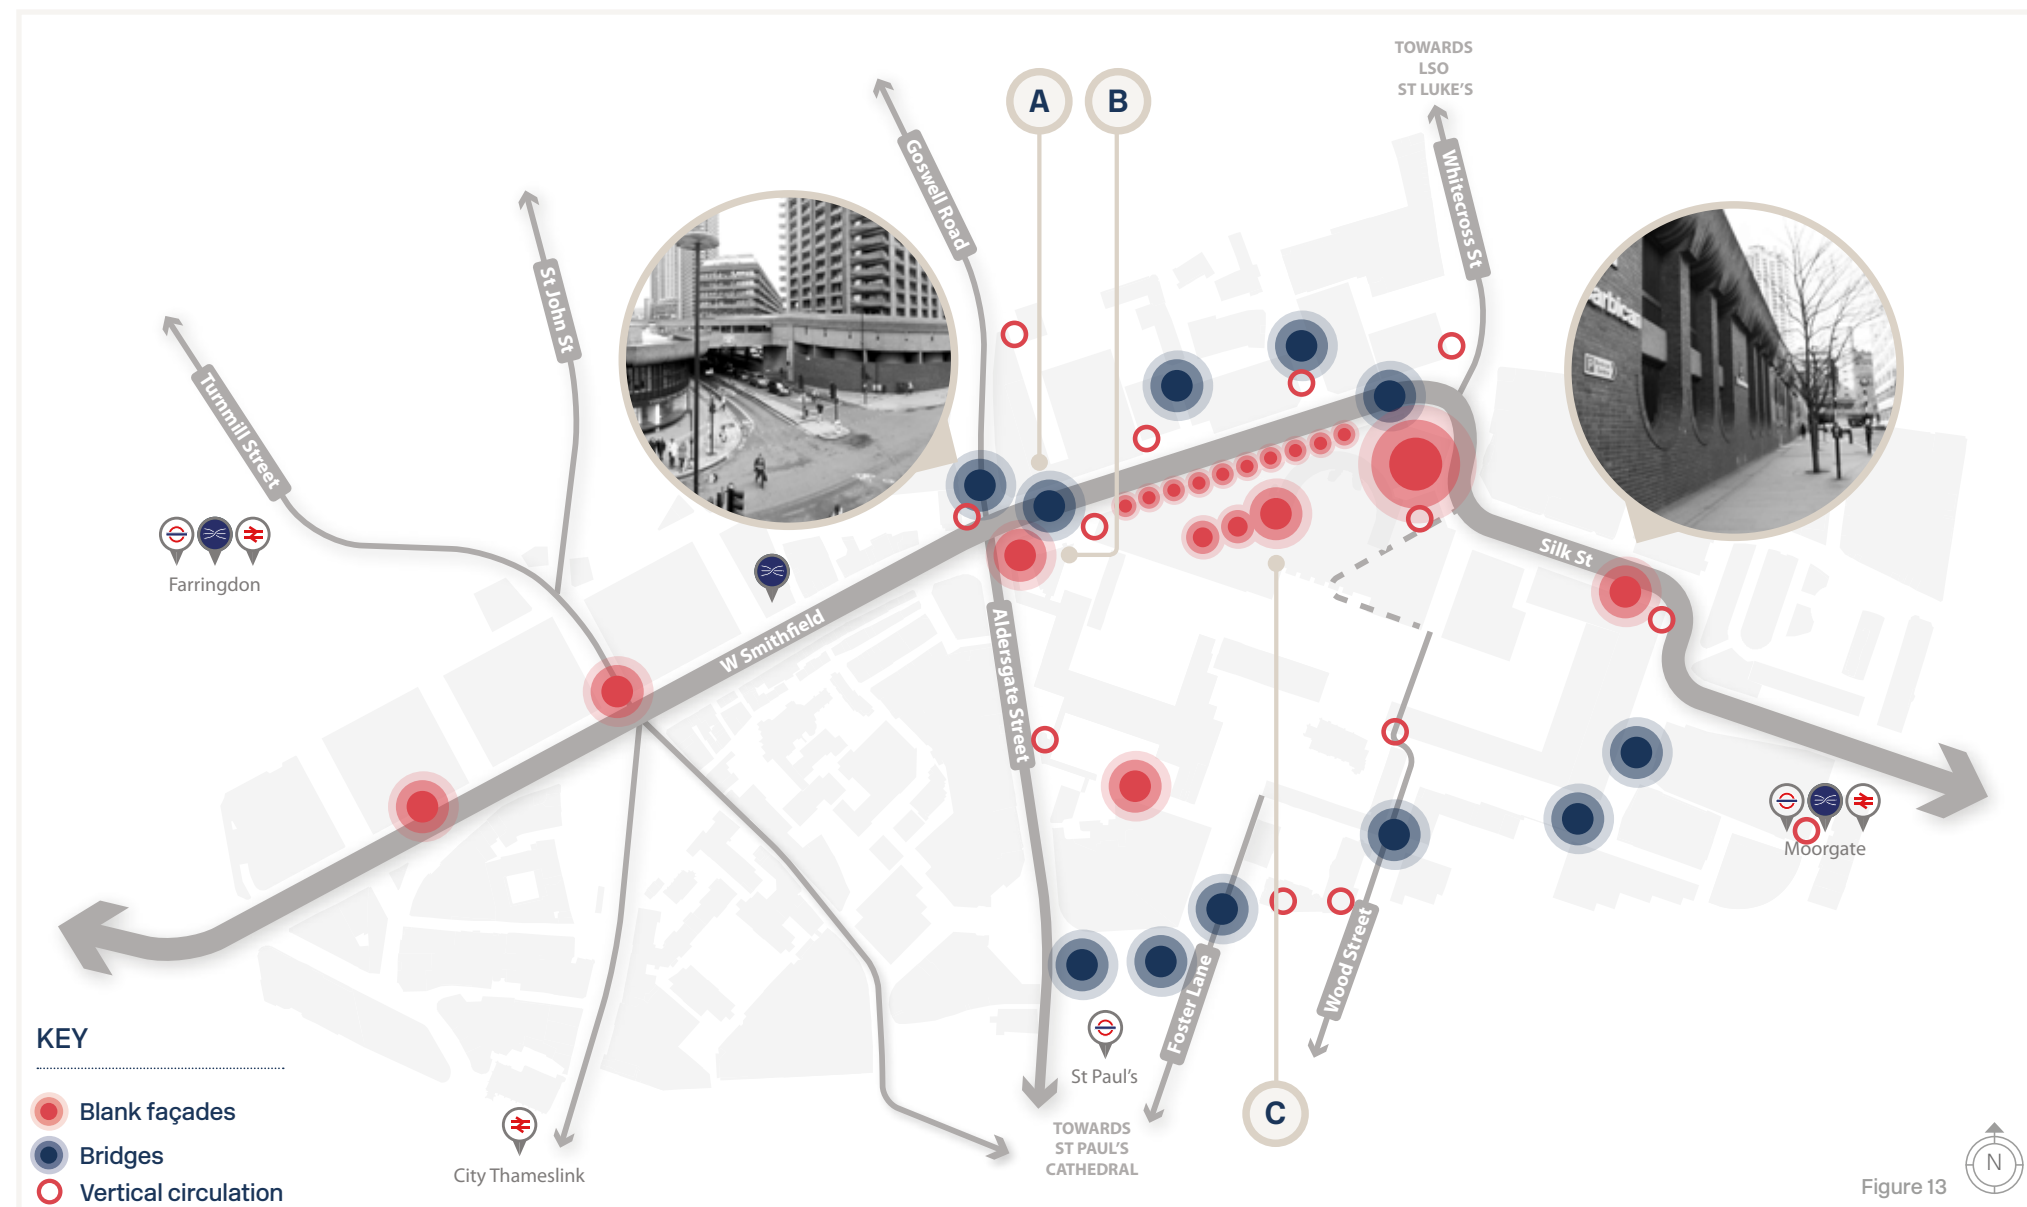 TOWARDS
LSO
ST LUKE'S
A
B
Goswell Road
Whitecross St
St John St
Turnmill Street
arbican
Farringdon
W Smithfield
Silk St
Aldersgate Street
Moorgate
Foster Lane
Wood Street
St Paul's
C
TOWARDS
ST PAUL'S
CATHEDRAL
City Thameslink
KEY
Blank façades
Bridges
Vertical circulation
Figure 13
N